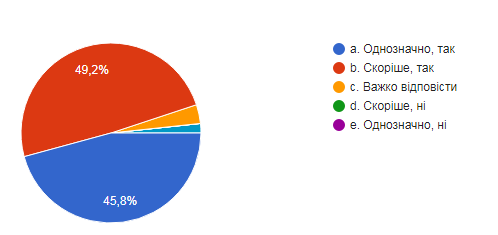 49,2%
45,8%
a. Однозначно, так
b. Скоріше, так
c. Важко відповісти
d. Скоріше, ні
e. Однозначно, ні